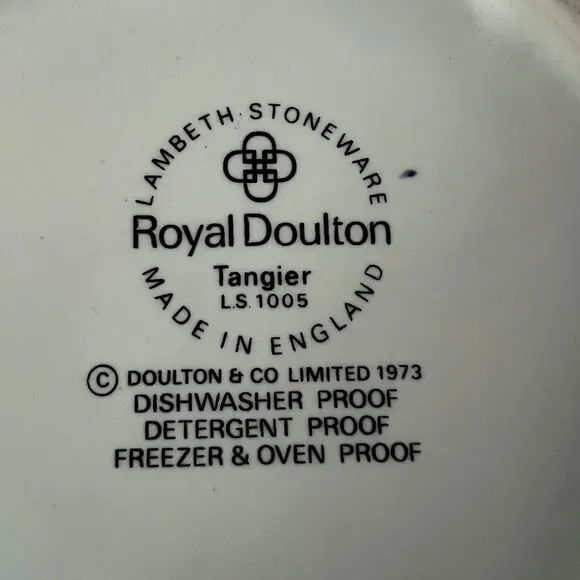 LAMBETH · STONEWARE
Royal Doulton
Tangier
L.S. 1005
MADE IN ENGLAND
© DOULTON & CO LIMITED 1973
DISHWASHER PROOF
DETERGENT PROOF
FREEZER & OVEN PROOF